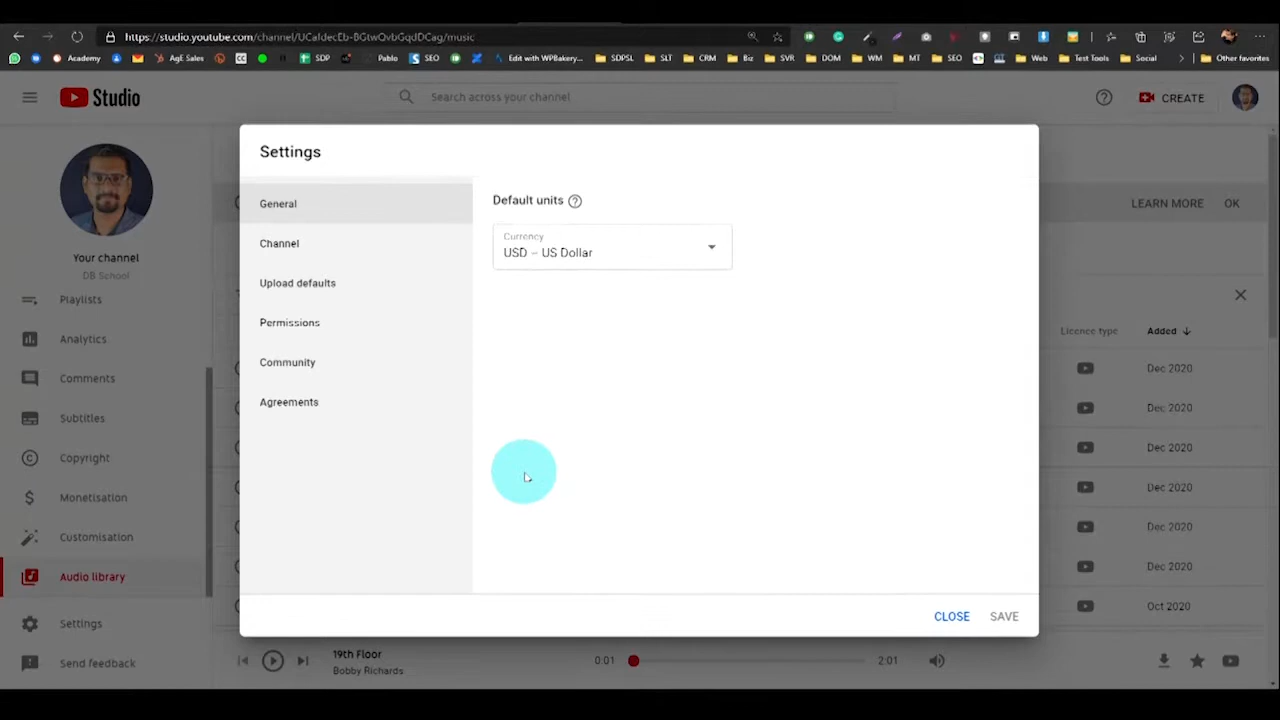 https://studio.youtube.com/channel/UCafdecEb-BGtwQvbGqdDCag/music
Academy
AgE Sales
CC
SDP
Pablo
SEO
Edit with WPBakery...
SDPSL
SLT
CRM
Biz
SVR
DOM
WM
MT
SEO
Web
Test Tools
Social
Other favorites
Studio
Search across your channel
CREATE
Settings
General
Default units
LEARN MORE
OK
Currency
USD – US Dollar
Channel
Your channel
DB School
Upload defaults
Playlists
Permissions
Licence type
Added
Analytics
Community
Dec 2020
Comments
Agreements
Dec 2020
Subtitles
Dec 2020
Copyright
Dec 2020
Monetisation
Dec 2020
Customisation
Dec 2020
Audio library
Oct 2020
CLOSE
SAVE
Settings
19th Floor
Bobby Richards
0:01
2:01
Send feedback